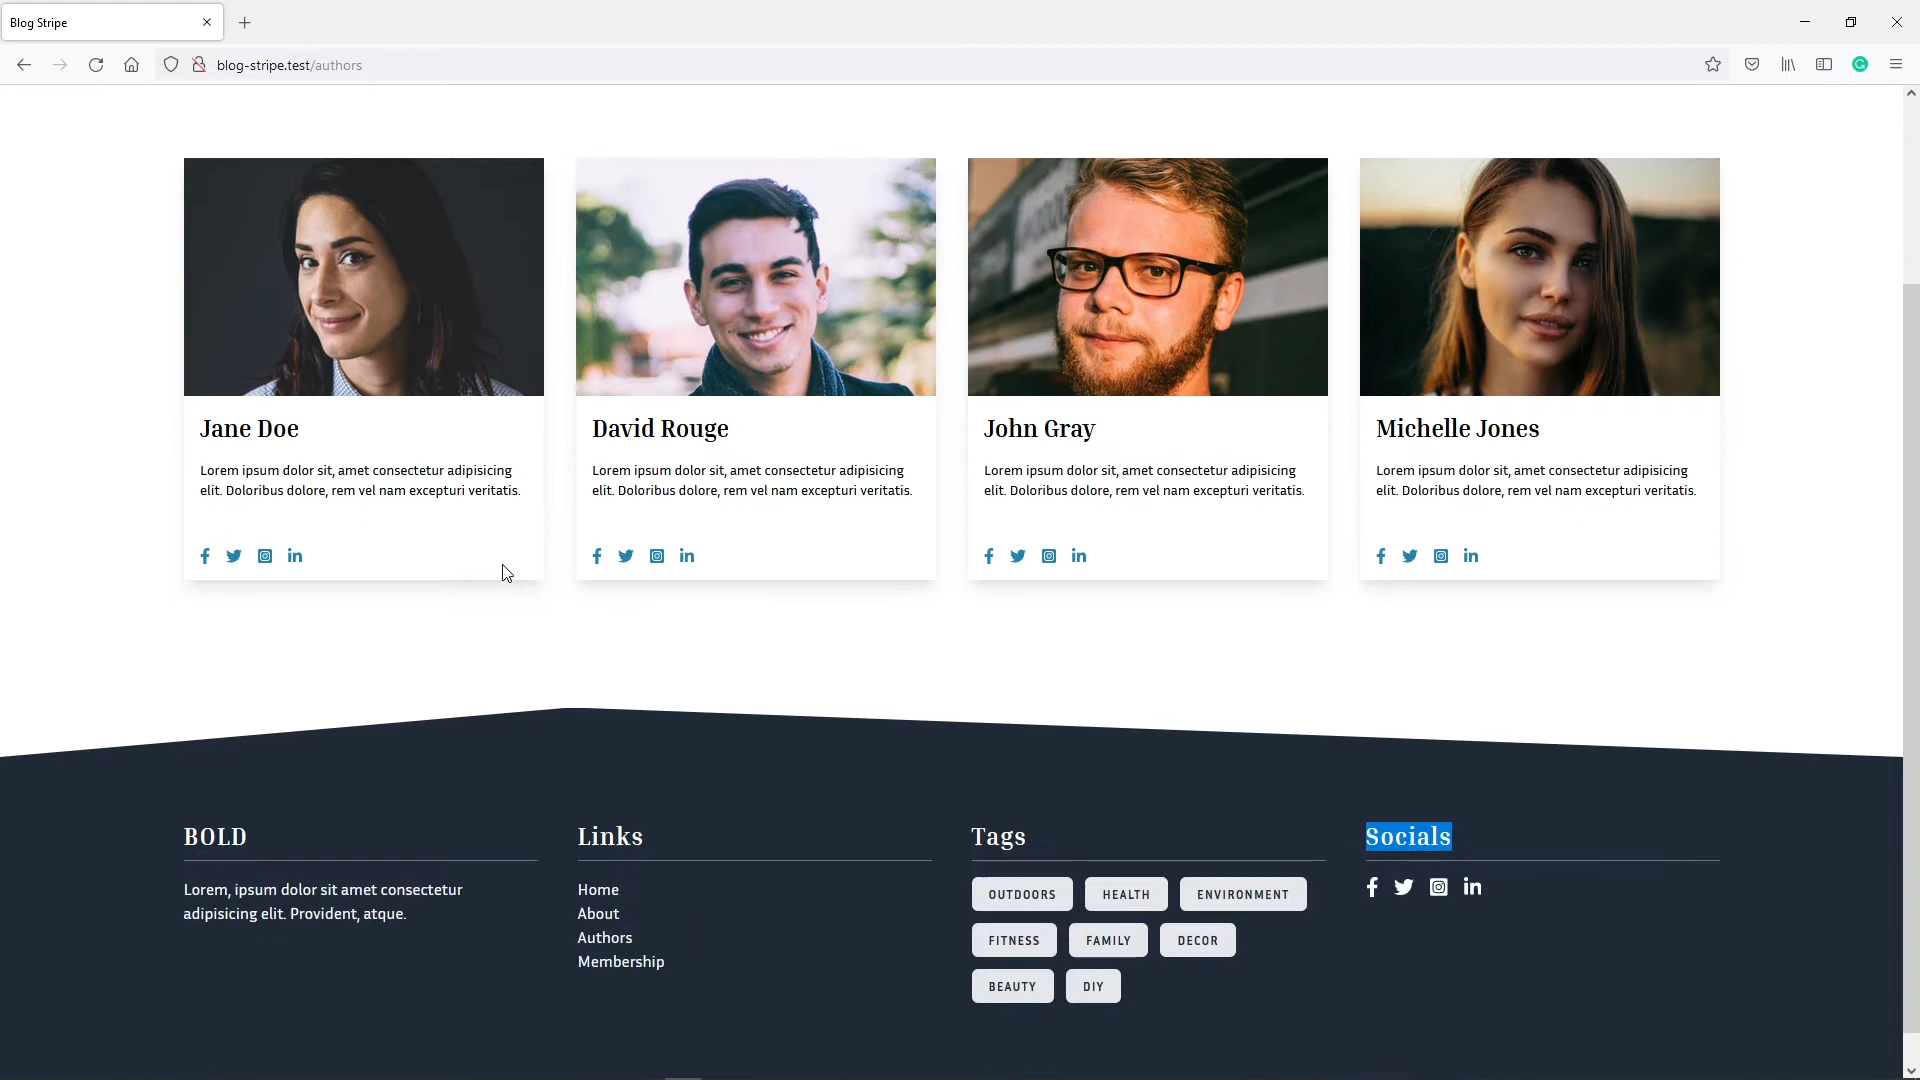 Blog Stripe
blog-stripe.test/authors
Jane Doe
Lorem ipsum dolor sit, amet consectetur adipisicing
elit. Doloribus dolore, rem vel nam excepturi veritatis.
David Rouge
Lorem ipsum dolor sit, amet consectetur adipisicing
elit. Doloribus dolore, rem vel nam excepturi veritatis.
John Gray
Lorem ipsum dolor sit, amet consectetur adipisicing
elit. Doloribus dolore, rem vel nam excepturi veritatis.
Michelle Jones
Lorem ipsum dolor sit, amet consectetur adipisicing
elit. Doloribus dolore, rem vel nam excepturi veritatis.
BOLD
Lorem, ipsum dolor sit amet consectetur
adipisicing elit. Provident, atque.
Links
Home
About
Authors
Membership
Tags
OUTDOORS HEALTH ENVIRONMENT
FITNESS FAMILY DECOR
BEAUTY DIY
Socials